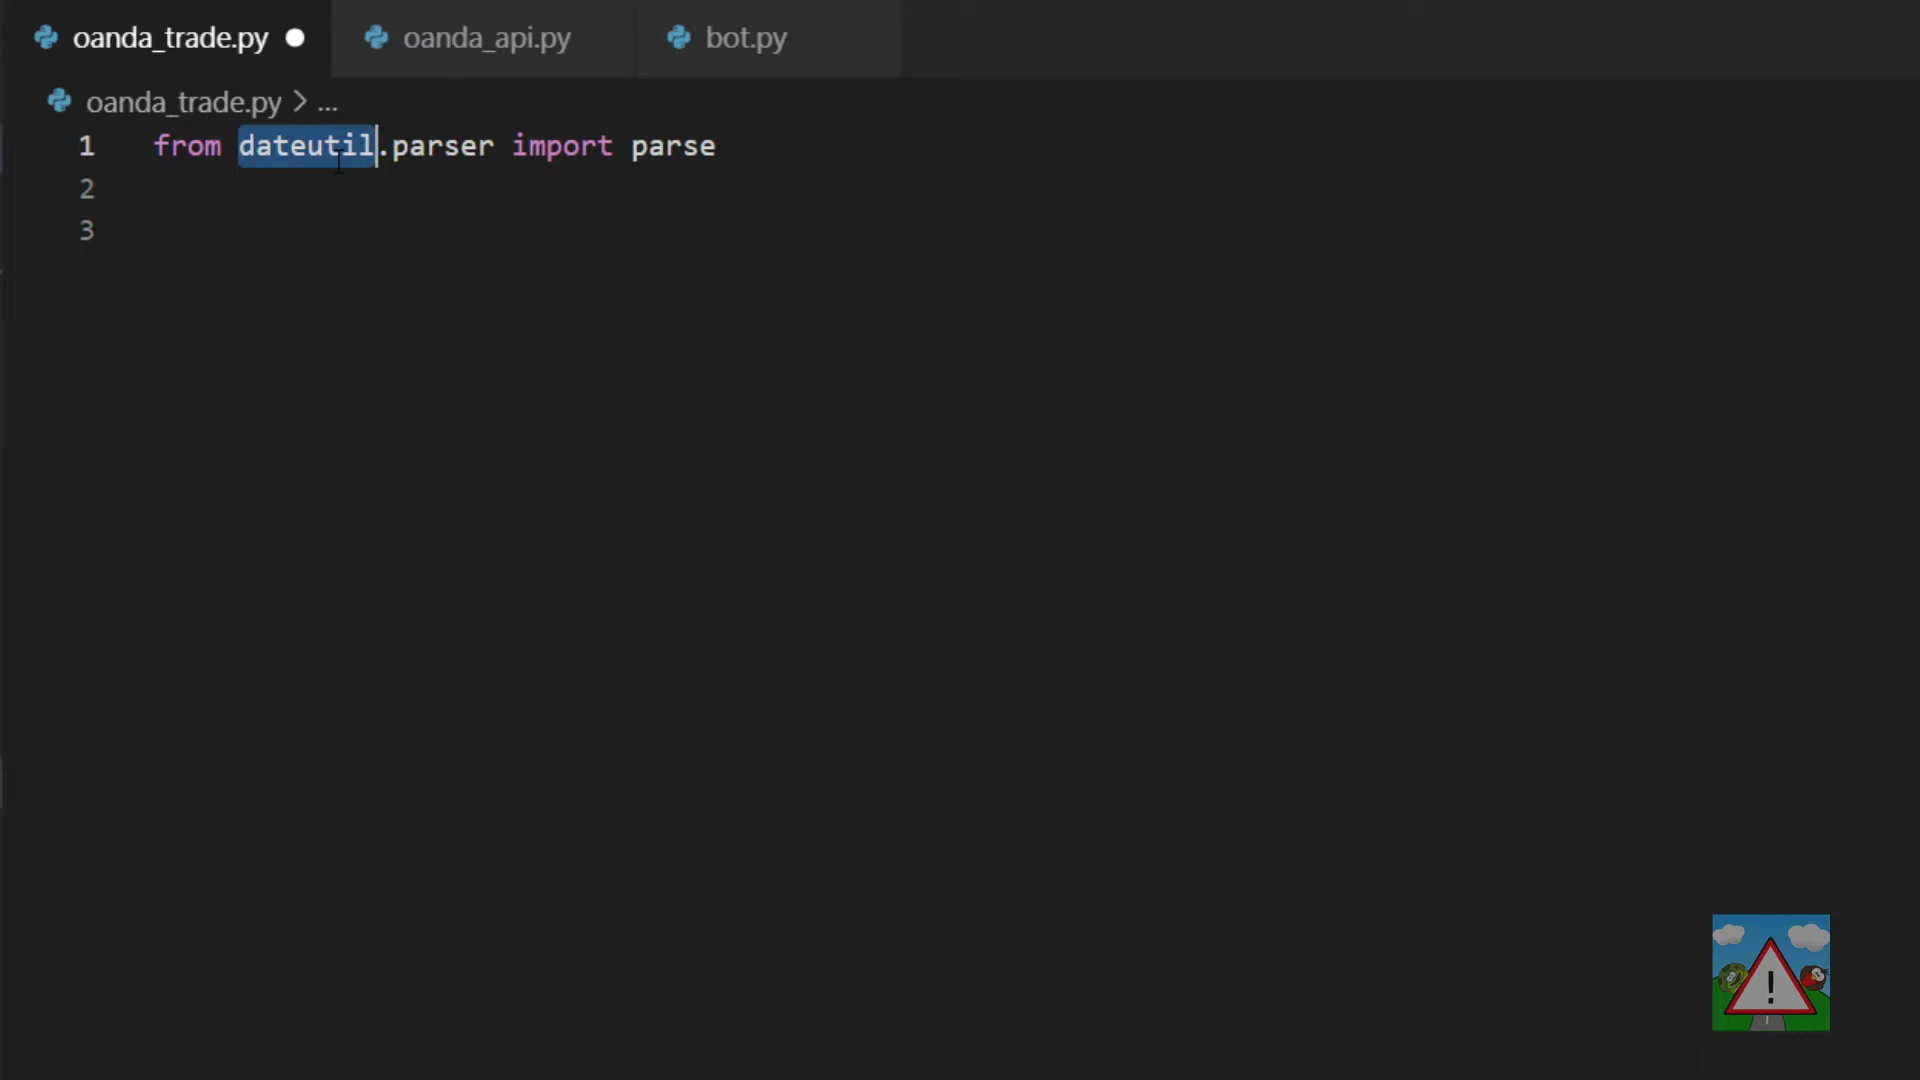 oanda_trade.py oanda_api.py bot.py
oanda_trade.py > ...
1 from dateutil.parser import parse
2
3
!